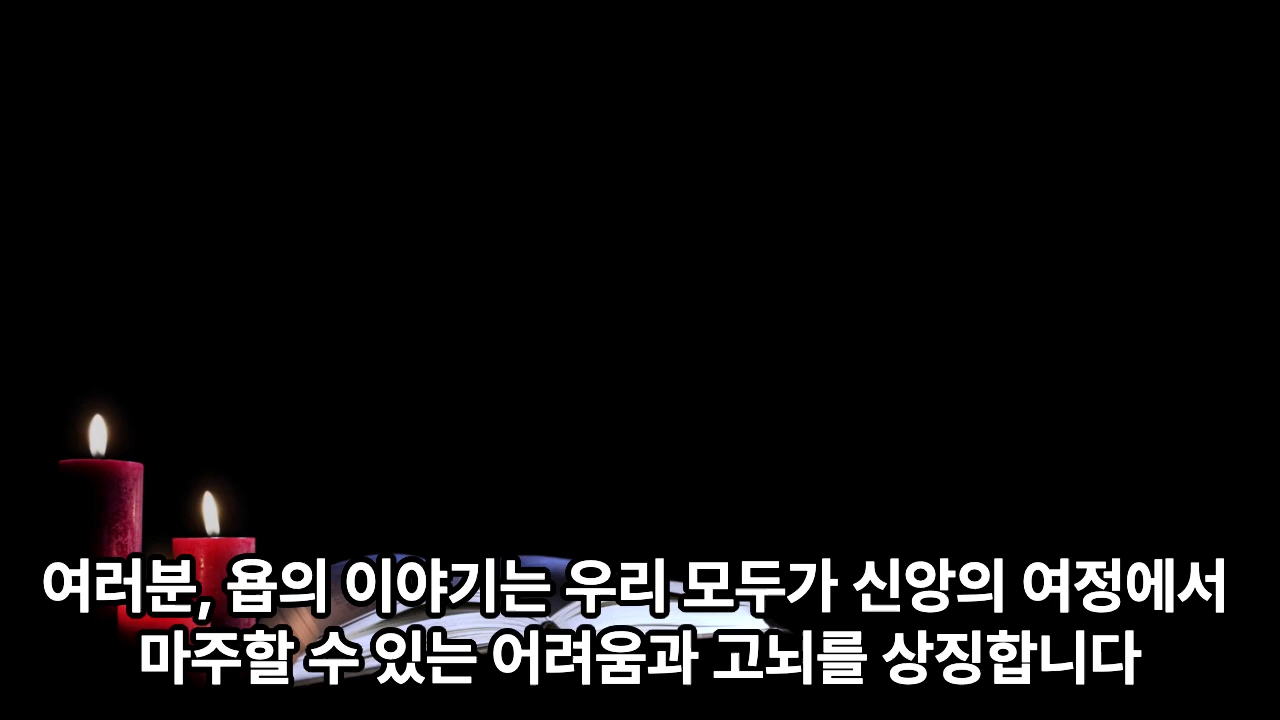 여러분, 욥의 이야기는 우리 모두가 신앙의 여정에서
마주할 수 있는 어려움과 고뇌를 상징합니다